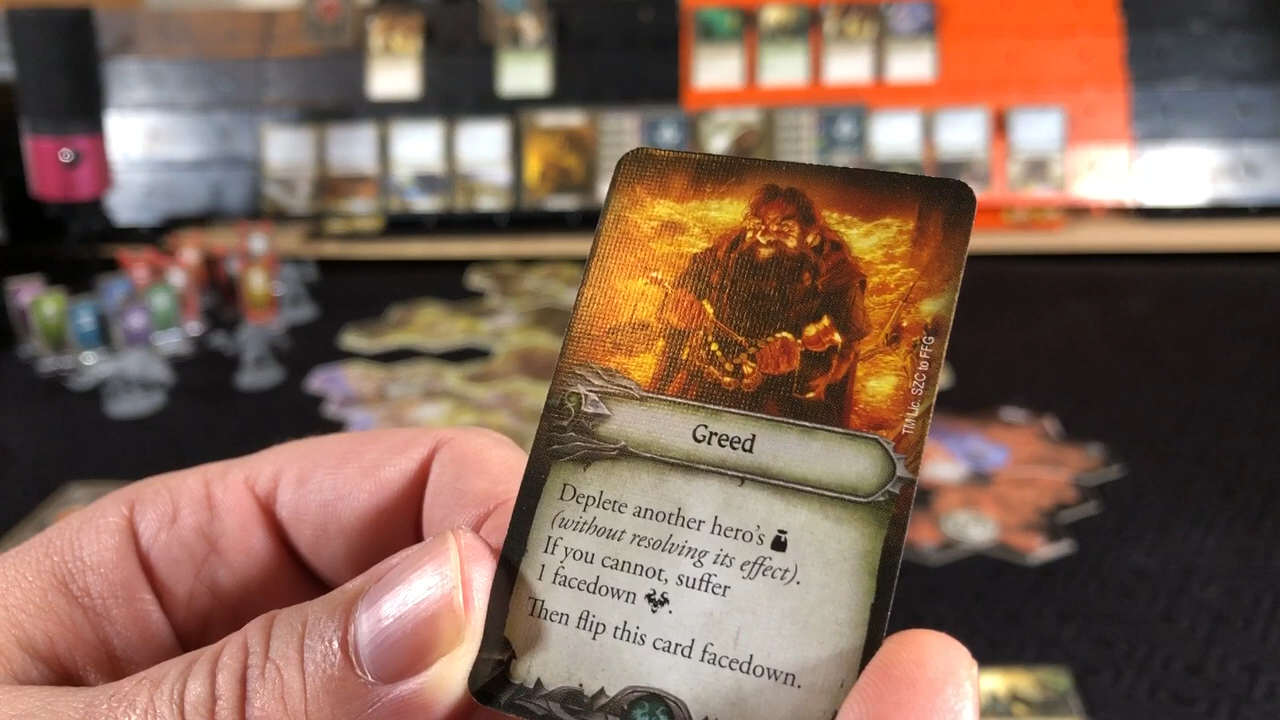 TM Lic. SZC to FFG
Greed
Deplete another hero's
(without resolving its effect).
If you cannot, suffer
1 facedown .
Then flip this card facedown.